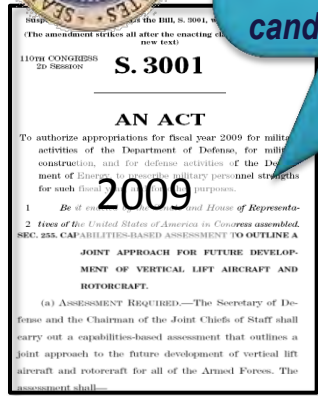 cand
Susp the Bill, S. 3001, w
(The amendment strikes all after the enacting cl
new text)
110TH CONGRESS
2D SESSION
S. 3001
AN ACT
To authorize appropriations for fiscal year 2009 for milita
activities of the Department of Defense, for milit
construction, and for defense activities of the De
ment of Energy, to prescribe military personnel strengths
for such fiscal purposes.
2009
1 Be it and House of Representa-
2 tives of the United States of America in Congress assembled,
SEC. 255. CAPABILITIES-BASED ASSESSMENT TO OUTLINE A
JOINT APPROACH FOR FUTURE DEVELOP-
MENT OF VERTICAL LIFT AIRCRAFT AND
ROTORCRAFT.
(a) ASSESSMENT REQUIRED.—The Secretary of De-
fense and the Chairman of the Joint Chiefs of Staff shall
carry out a capabilities-based assessment that outlines a
joint approach to the future development of vertical lift
aircraft and rotorcraft for all of the Armed Forces. The
assessment shall—